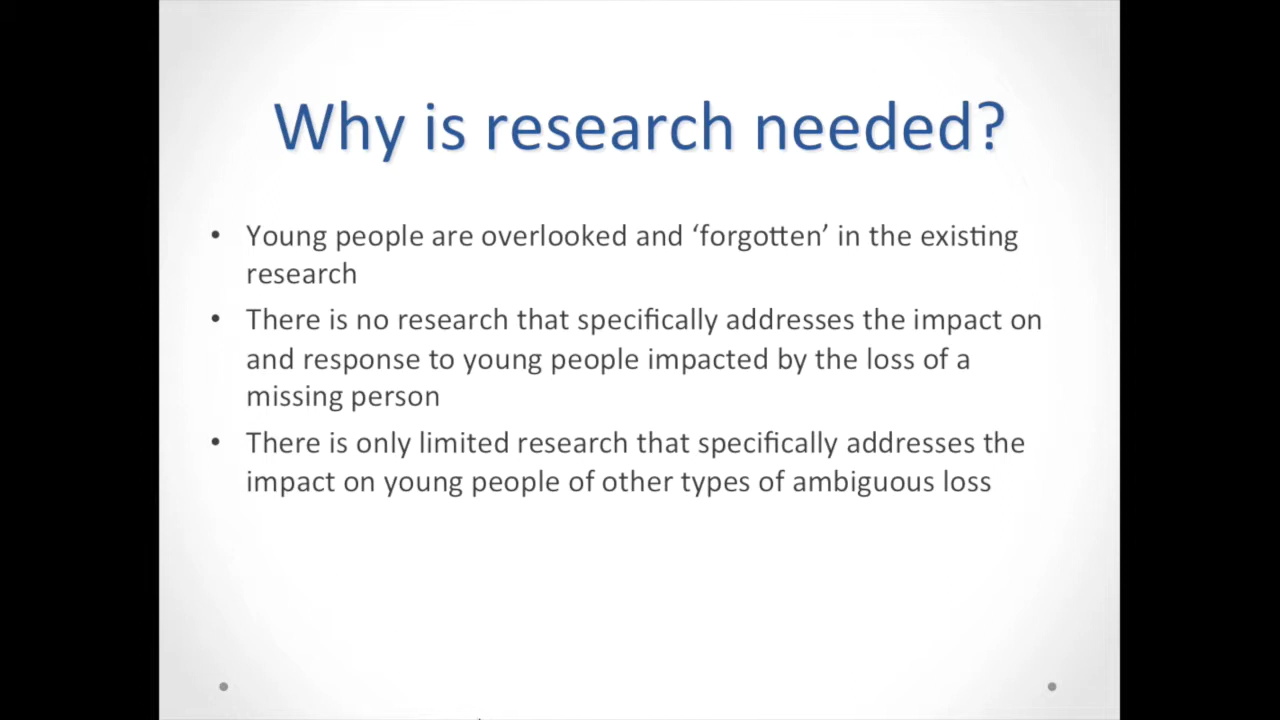 Why is research needed?
• Young people are overlooked and ‘forgotten’ in the existing
research
• There is no research that specifically addresses the impact on
and response to young people impacted by the loss of a
missing person
• There is only limited research that specifically addresses the
impact on young people of other types of ambiguous loss